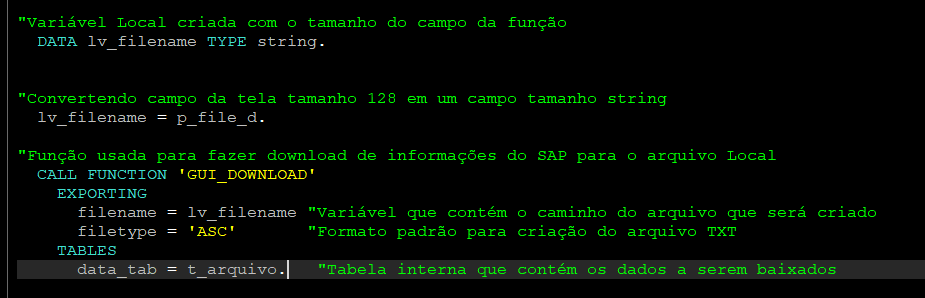 "Variável Local criada com o tamanho do campo da função
DATA lv_filename TYPE string.
"Convertendo campo da tela tamanho 128 em um campo tamanho string
lv_filename = p_file_d.
"Função usada para fazer download de informações do SAP para o arquivo Local
CALL FUNCTION 'GUI_DOWNLOAD'
EXPORTING
filename = lv_filename "Variável que contém o caminho do arquivo que será criado
filetype = 'ASC' "Formato padrão para criação do arquivo TXT
TABLES
data_tab = t_arquivo. "Tabela interna que contém os dados a serem baixados